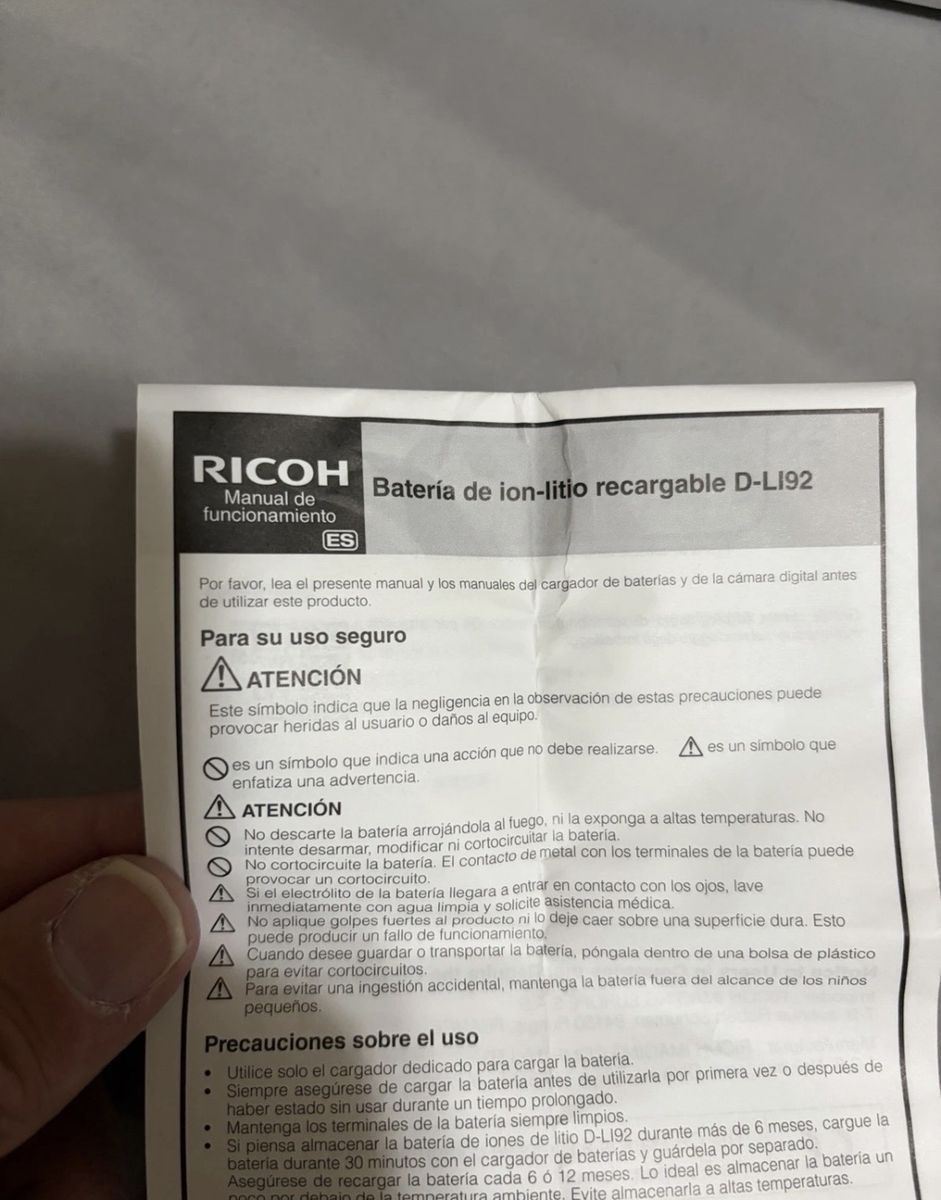 RICOH
Manual de
funcionamiento
ES
Batería de ion-litio recargable D-LI92
Por favor, lea el presente manual y los manuales del cargador de baterías y de la cámara digital antes
de utilizar este producto.
Para su uso seguro
ATENCIÓN
Este símbolo indica que la negligencia en la observación de estas precauciones puede
provocar heridas al usuario o daños al equipo.
es un símbolo que indica una acción que no debe realizarse. es un símbolo que
enfatiza una advertencia.
ATENCIÓN
No descarte la batería arrojándola al fuego, ni la exponga a altas temperaturas. No
intente desarmar, modificar ni cortocircuitar la batería.
No cortocircuite la batería. El contacto de metal con los terminales de la batería puede
provocar un cortocircuito.
Si el electrólito de la batería llegara a entrar en contacto con los ojos, lave
inmediatamente con agua limpia y solicite asistencia médica.
No aplique golpes fuertes al producto ni lo deje caer sobre una superficie dura. Esto
puede producir un fallo de funcionamiento.
Cuando desee guardar o transportar la batería, póngala dentro de una bolsa de plástico
para evitar cortocircuitos.
Para evitar una ingestión accidental, mantenga la batería fuera del alcance de los niños
pequeños.
Precauciones sobre el uso
• Utilice solo el cargador dedicado para cargar la batería.
• Siempre asegúrese de cargar la batería antes de utilizarla por primera vez o después de
haber estado sin usar durante un tiempo prolongado.
• Mantenga los terminales de la batería siempre limpios.
• Si piensa almacenar la batería de iones de litio D-LI92 durante más de 6 meses, cargue la
batería durante 30 minutos con el cargador de baterías y guárdela por separado.
Asegúrese de recargar la batería cada 6 ó 12 meses. Lo ideal es almacenar la batería un
poco por debajo de la temperatura ambiente. Evite almacenarla a altas temperaturas.